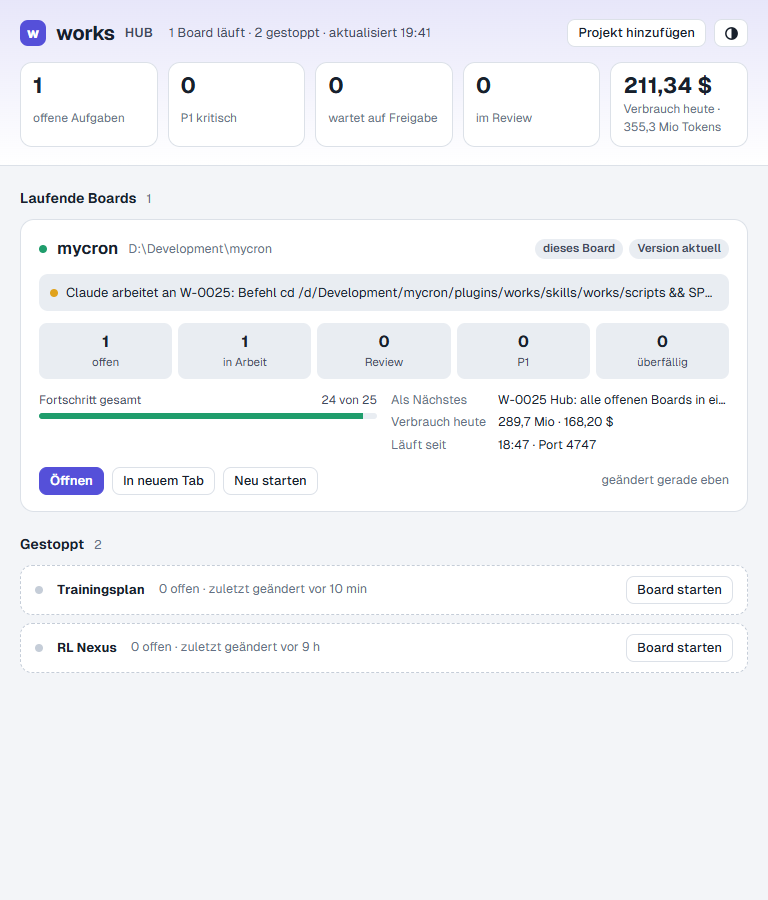 w works HUB 1 Board läuft · 2 gestoppt · aktualisiert 19:41 Projekt hinzufügen
1 0 0 0 211,34 $
offene Aufgaben P1 kritisch wartet auf Freigabe im Review Verbrauch heute ·
355,3 Mio Tokens
Laufende Boards 1
mycron D:\Development\mycron dieses Board Version aktuell
Claude arbeitet an W-0025: Befehl cd /d/Development/mycron/plugins/works/skills/works/scripts && SP…
1 1 0 0 0
offen in Arbeit Review P1 überfällig
Fortschritt gesamt 24 von 25 Als Nächstes W-0025 Hub: alle offenen Boards in ei…
Verbrauch heute 289,7 Mio · 168,20 $
Läuft seit 18:47 · Port 4747
Öffnen In neuem Tab Neu starten geändert gerade eben
Gestoppt 2
Trainingsplan 0 offen · zuletzt geändert vor 10 min Board starten
RL Nexus 0 offen · zuletzt geändert vor 9 h Board starten